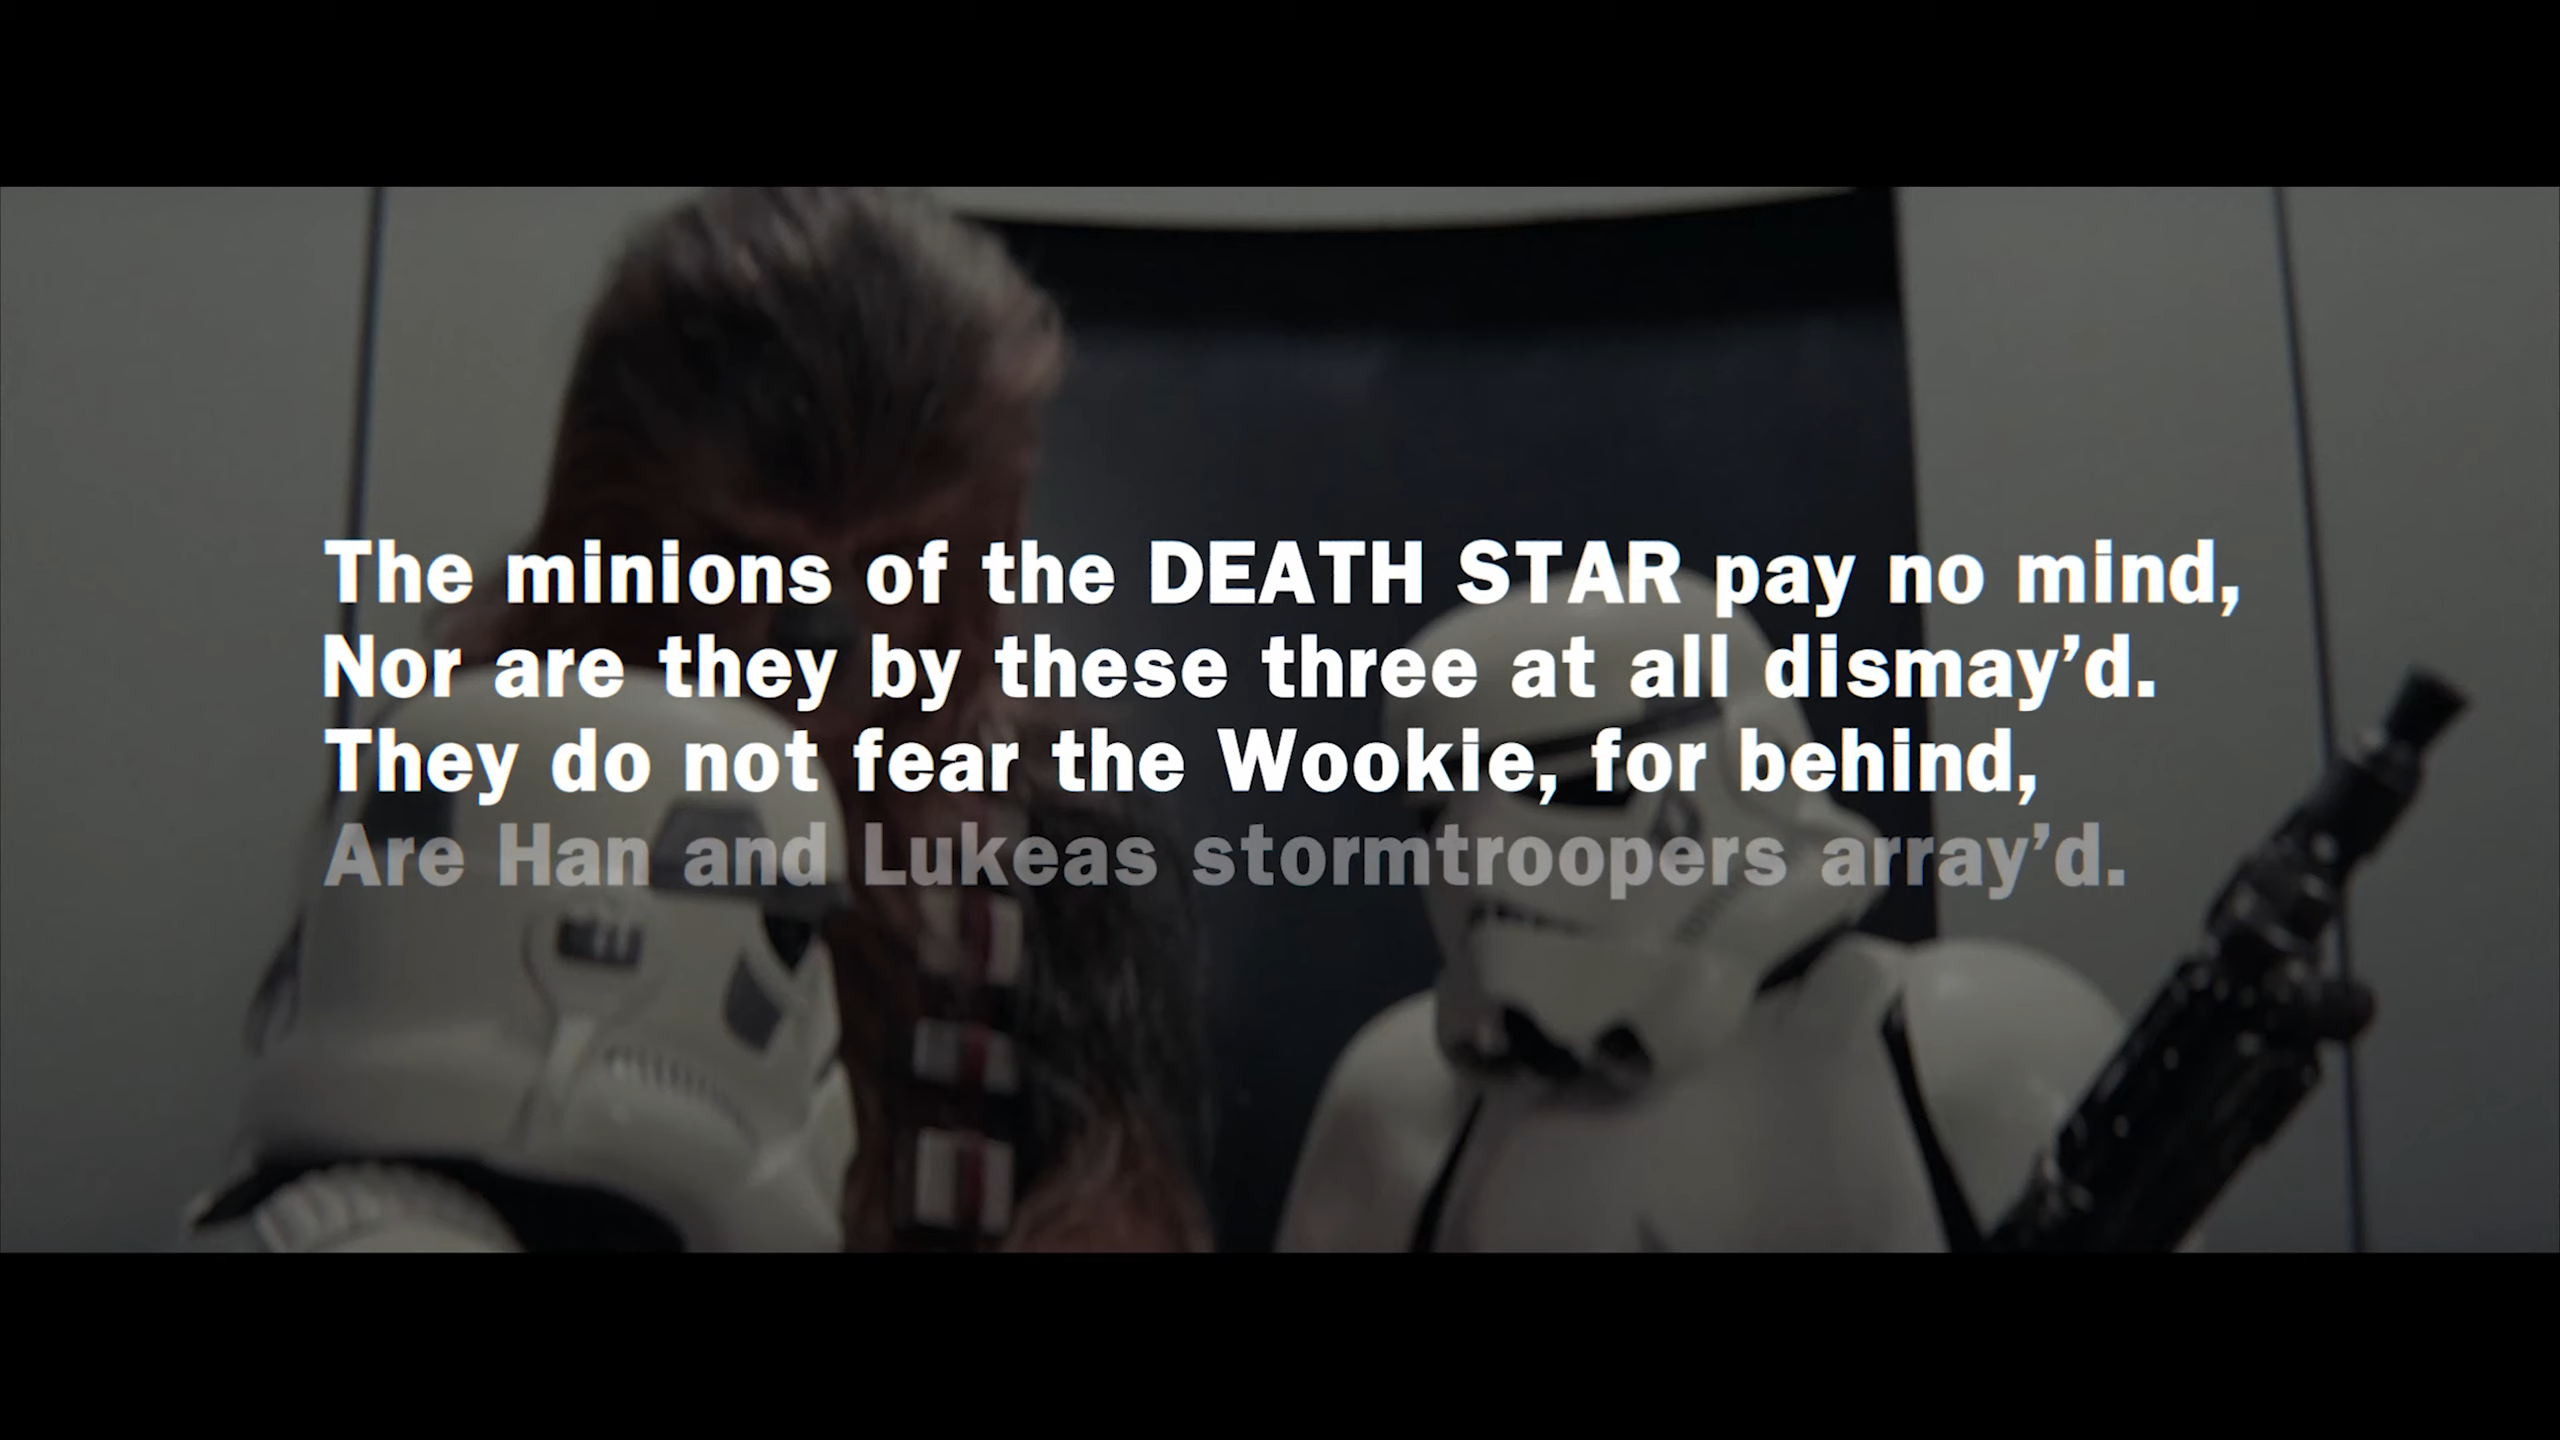 The minions of the DEATH STAR pay no mind,
Nor are they by these three at all dismay’d.
They do not fear the Wookie, for behind,
Are Han and Lukeas stormtroopers array’d.